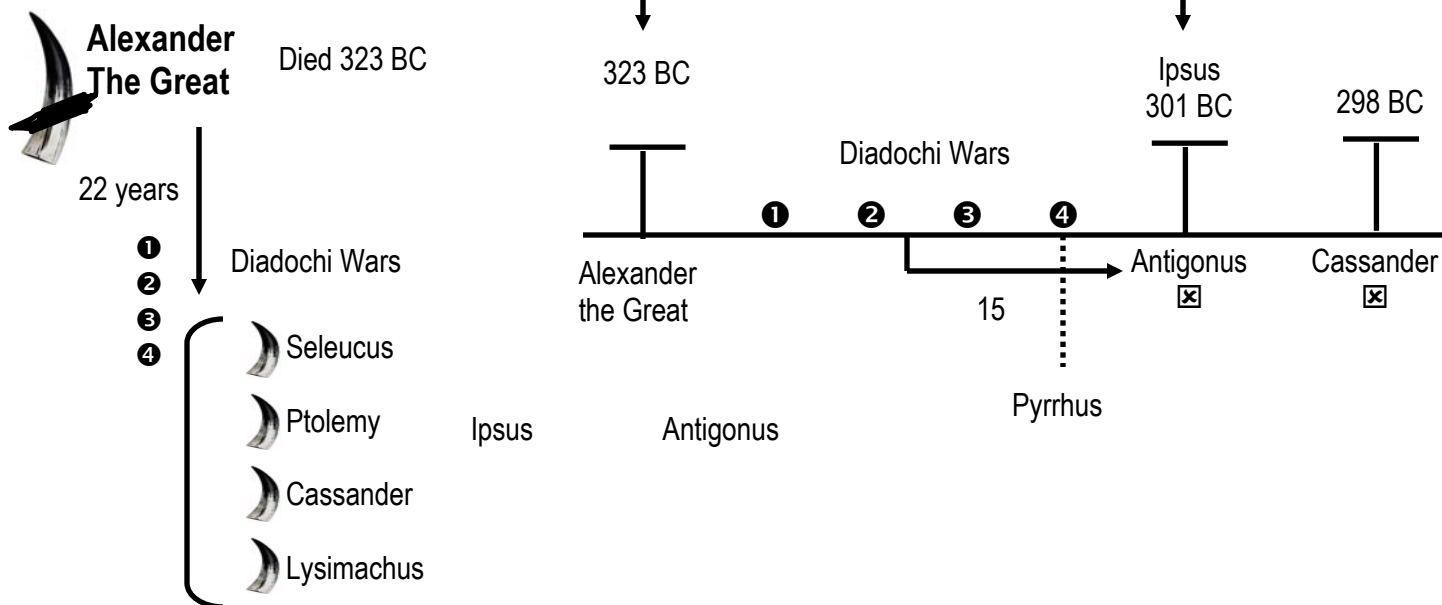 Alexander
The Great
Died 323 BC
22 years
❶
❷
❸
❹
Diadochi Wars
Seleucus
Ptolemy
Cassander
Lysimachus
Ipsus
Antigonus
323 BC
Ipsus
301 BC
298 BC
Diadochi Wars
❶ ❷ ❸ ❹
Alexander
the Great
15
Antigonus
Cassander
Pyrrhus